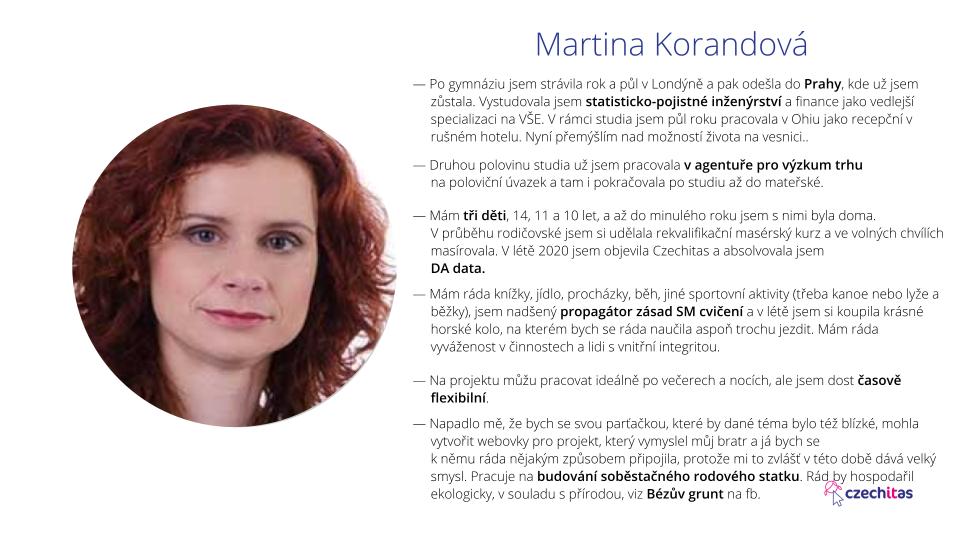 Martina Korandová
— Po gymnáziu jsem strávila rok a půl v Londýně a pak odešla do Prahy, kde už jsem
zůstala. Vystudovala jsem statisticko-pojistné inženýrství a finance jako vedlejší
specializaci na VŠE. V rámci studia jsem půl roku pracovala v Ohiu jako recepční v
rušném hotelu. Nyní přemýšlím nad možností života na vesnici..
— Druhou polovinu studia už jsem pracovala v agentuře pro výzkum trhu
na poloviční úvazek a tam i pokračovala po studiu až do mateřské.
— Mám tři děti, 14, 11 a 10 let, a až do minulého roku jsem s nimi byla doma.
V průběhu rodičovské jsem si udělala rekvalifikační masérský kurz a ve volných chvílích
masírovala. V létě 2020 jsem objevila Czechitas a absolvovala jsem
DA data.
— Mám ráda knížky, jídlo, procházky, běh, jiné sportovní aktivity (třeba kanoe nebo lyže a
běžky), jsem nadšený propagátor zásad SM cvičení a v létě jsem si koupila krásné
horské kolo, na kterém bych se ráda naučila aspoň trochu jezdit. Mám ráda
vyváženost v činnostech a lidi s vnitřní integritou.
— Na projektu můžu pracovat ideálně po večerech a nocích, ale jsem dost časově
flexibilní.
— Napadlo mě, že bych se svou parťačkou, které by dané téma bylo též blízké, mohla
vytvořit webovky pro projekt, který vymyslel můj bratr a já bych se
k němu ráda nějakým způsobem připojila, protože mi to zvlášť v této době dává velký
smysl. Pracuje na budování soběstačného rodového statku. Rád by hospodařil
ekologicky, v souladu s přírodou, viz Bézův grunt na fb.
czechitas